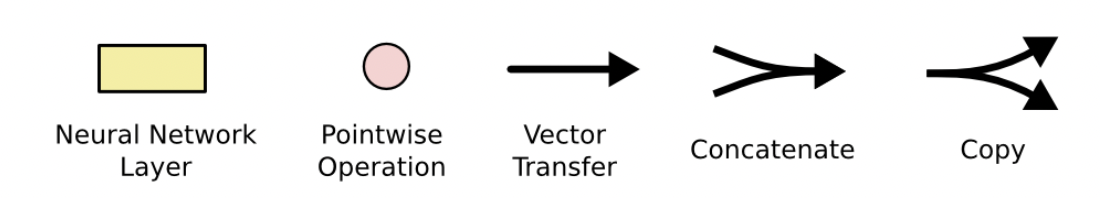 Neural Network
Layer
Pointwise
Operation
Vector
Transfer
Concatenate
Copy